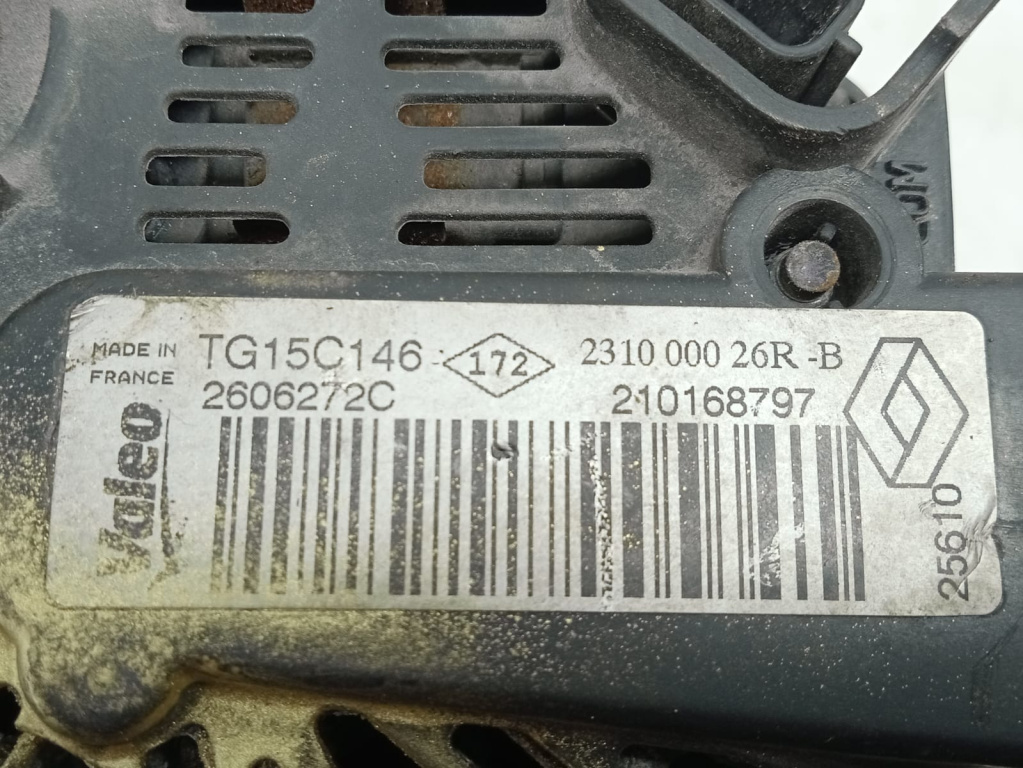 MADE IN
FRANCE
TG15C146
172
2310 000 26R -B
2606272C
210168797
Valeo
25610